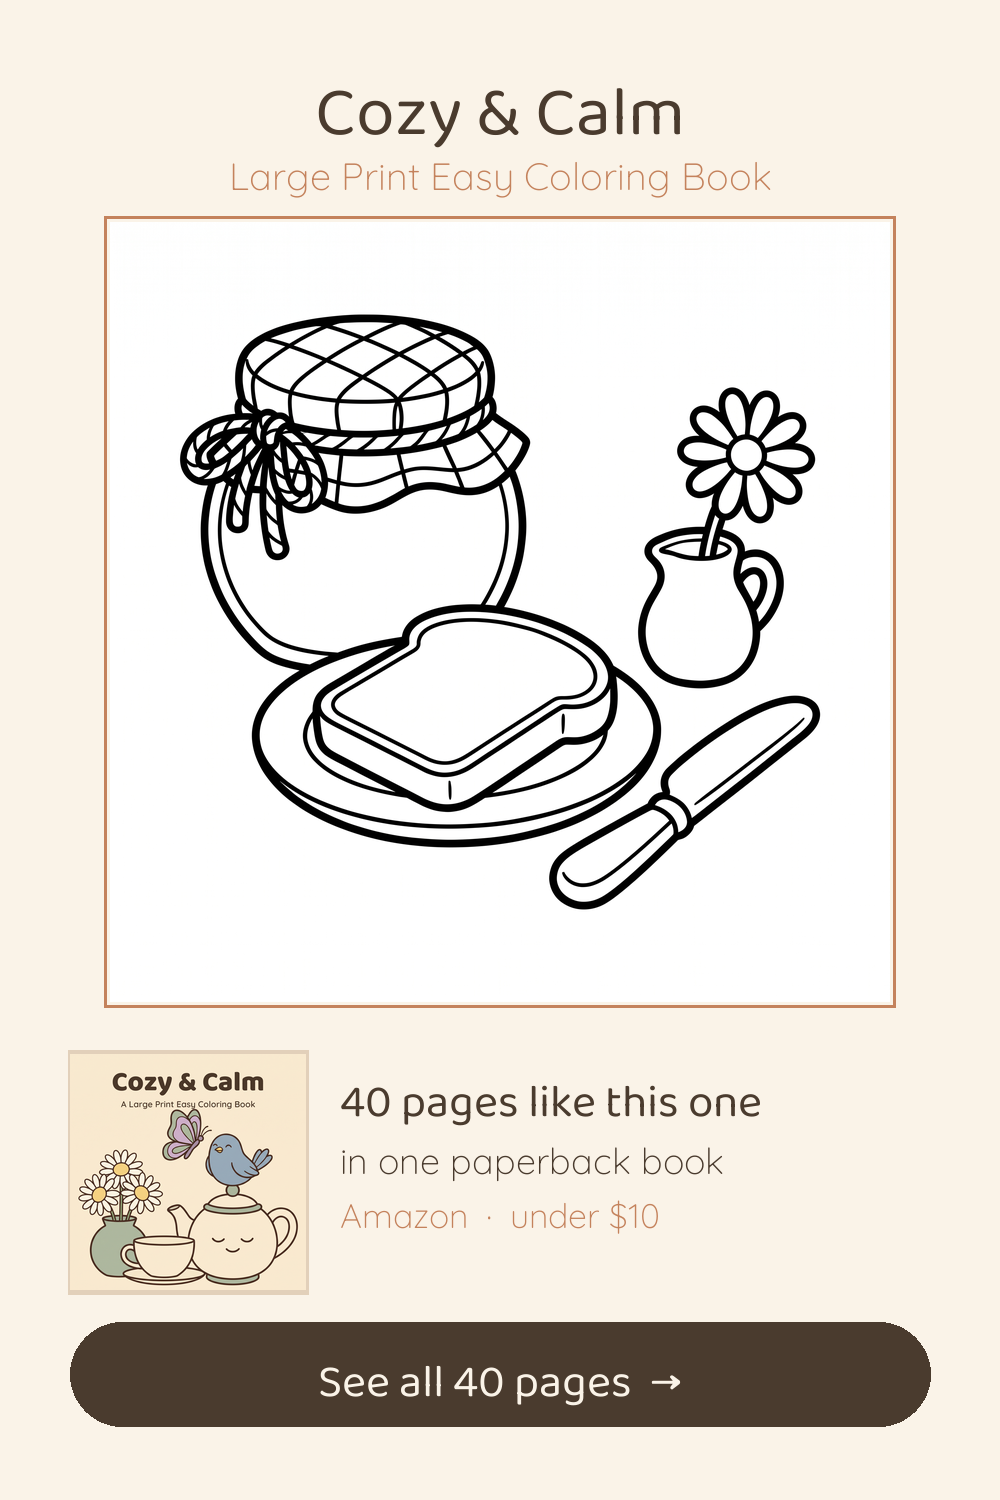 Cozy & Calm
Large Print Easy Coloring Book
Cozy & Calm
A Large Print Easy Coloring Book
40 pages like this one
in one paperback book
Amazon · under $10
See all 40 pages →